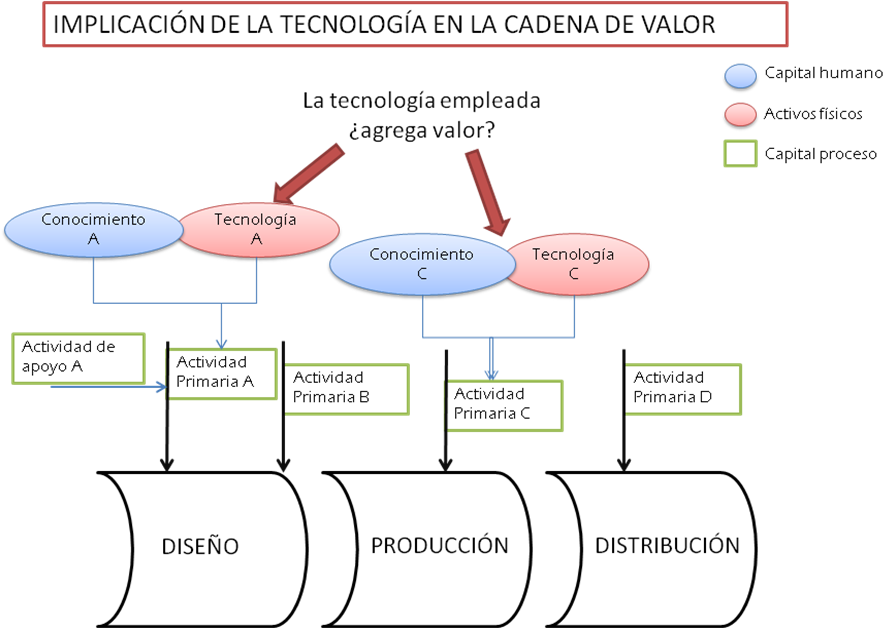 IMPLICACIÓN DE LA TECNOLOGÍA EN LA CADENA DE VALOR
Capital humano
Activos físicos
Capital proceso
La tecnología empleada
¿agrega valor?
Conocimiento
A
Tecnología
A
Conocimiento
C
Tecnología
C
Actividad de
apoyo A
Actividad
Primaria A
Actividad
Primaria B
Actividad
Primaria C
Actividad
Primaria D
DISEÑO
PRODUCCIÓN
DISTRIBUCIÓN